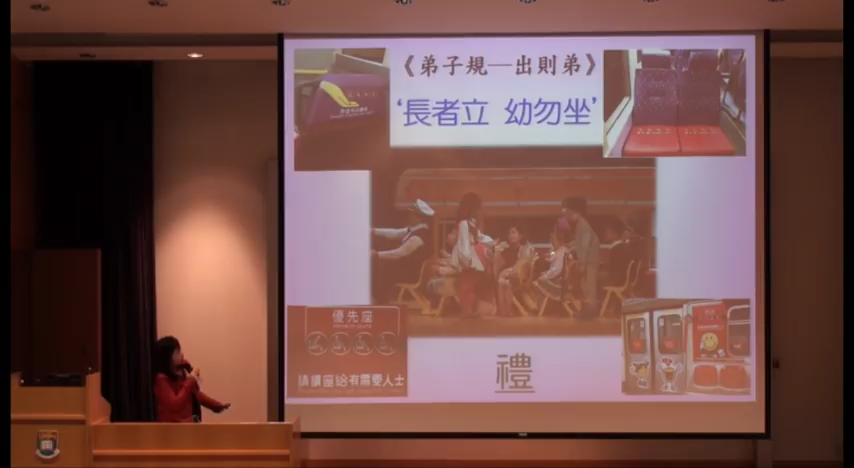 《弟子規─出則弟》
‘長者立 幼勿坐’
優先座
請讓座給有需要人士
禮